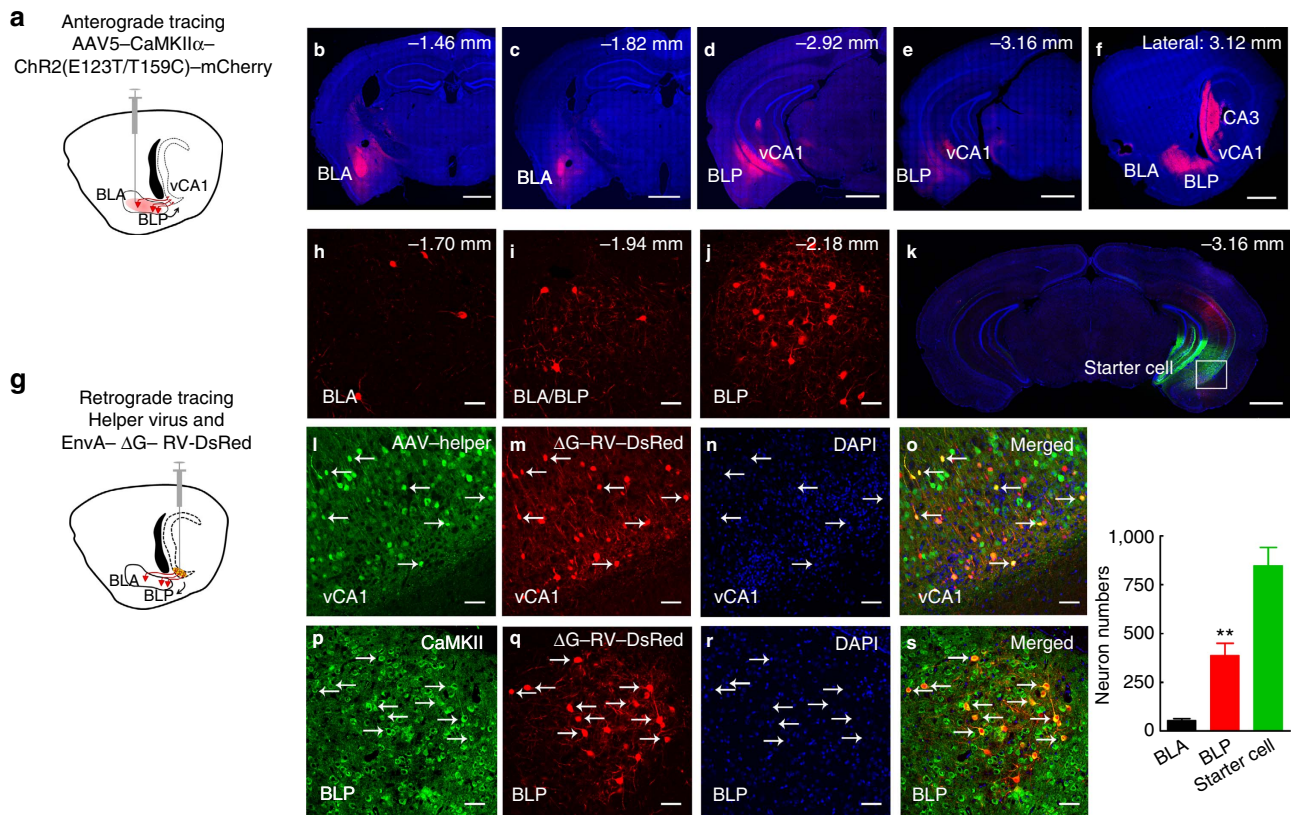 a
Anterograde tracing
AAV5–CaMKIIα–
ChR2(E123T/T159C)–mCherry
BLA
vCA1
BLP
b
–1.46 mm
BLA
c
–1.82 mm
BLA
d
–2.92 mm
vCA1
BLP
e
–3.16 mm
vCA1
BLP
f
Lateral: 3.12 mm
CA3
vCA1
BLA
BLP
g
Retrograde tracing
Helper virus and
EnvA– ΔG– RV-DsRed
BLA
BLP
h
–1.70 mm
BLA
i
–1.94 mm
BLA/BLP
j
–2.18 mm
BLP
k
–3.16 mm
Starter cell
l
AAV–helper
vCA1
m
ΔG–RV–DsRed
vCA1
n
DAPI
vCA1
o
Merged
vCA1
p
CaMKII
BLP
q
ΔG–RV–DsRed
BLP
r
DAPI
BLP
s
Merged
BLP
Neuron numbers
1,000
750
500
250
0
**
BLA
BLP
Starter cell